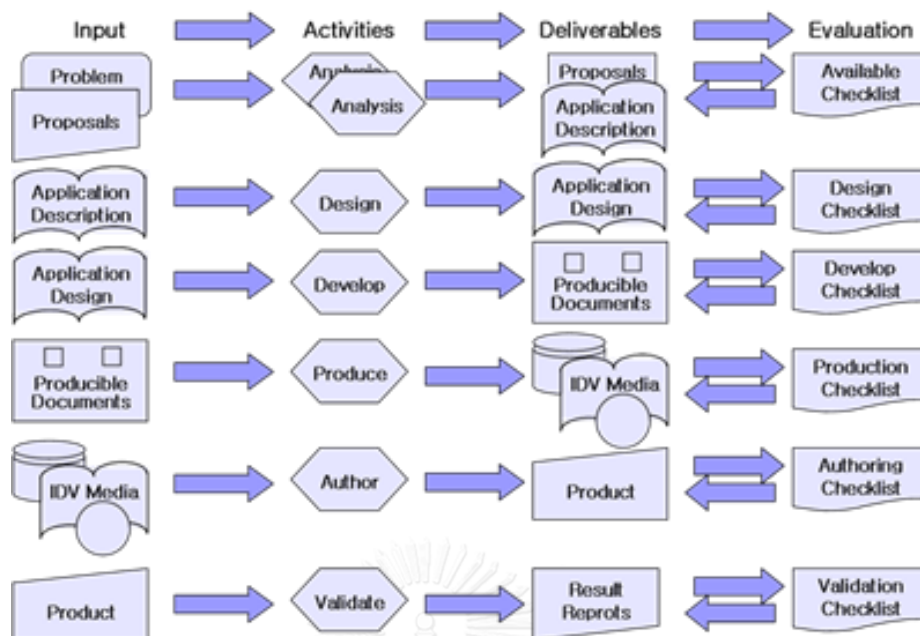 Input Activities Deliverables Evaluation
Problem
Proposals
Analysis
Analysis
Proposals
Application
Description
Available
Checklist
Application
Description
Design
Application
Design
Design
Checklist
Application
Design
Develop
Producible
Documents
Develop
Checklist
Producible
Documents
Produce
IDV Media
Production
Checklist
IDV Media
Author
Product
Authoring
Checklist
Product
Validate
Result
Reprots
Validation
Checklist